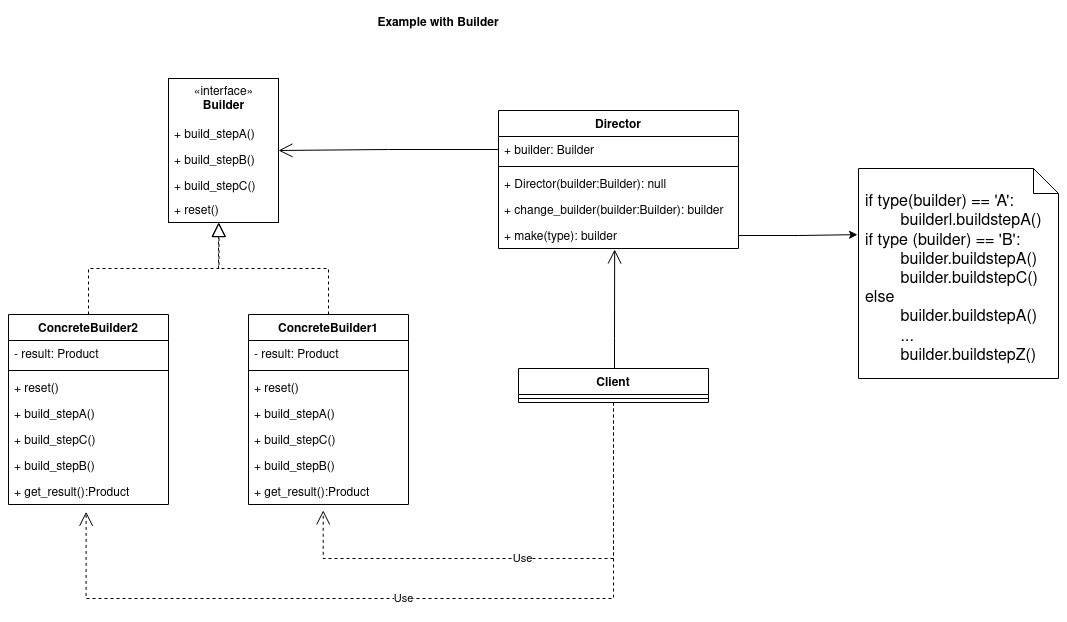 Example with Builder
«interface»
Builder
+ build_stepA()
+ build_stepB()
+ build_stepC()
+ reset()
Director
+ builder: Builder
+ Director(builder:Builder): null
+ change_builder(builder:Builder): builder
+ make(type): builder
if type(builder) == 'A':
builderl.buildstepA()
if type (builder) == 'B':
builder.buildstepA()
builder.buildstepC()
else
builder.buildstepA()
...
builder.buildstepZ()
ConcreteBuilder2
- result: Product
+ reset()
+ build_stepA()
+ build_stepC()
+ build_stepB()
+ get_result():Product
ConcreteBuilder1
- result: Product
+ reset()
+ build_stepA()
+ build_stepC()
+ build_stepB()
+ get_result():Product
Client
Use
Use